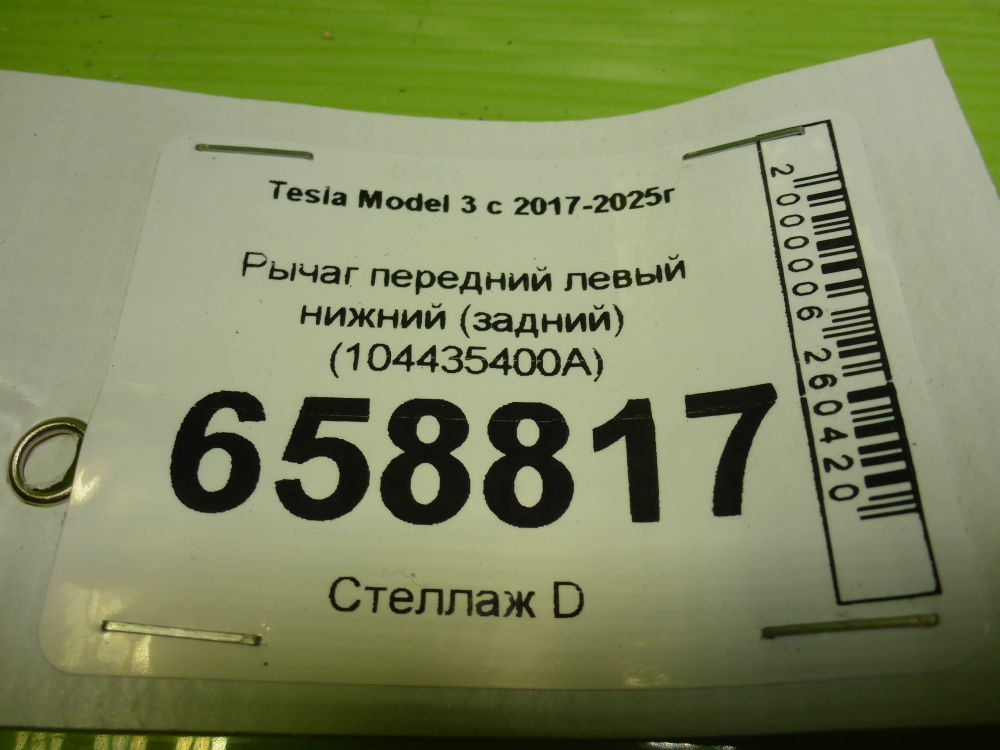 Tesla Model 3 с 2017-2025г
Рычаг передний левый
нижний (задний)
(104435400A)
658817
Стеллаж D
2000006260420